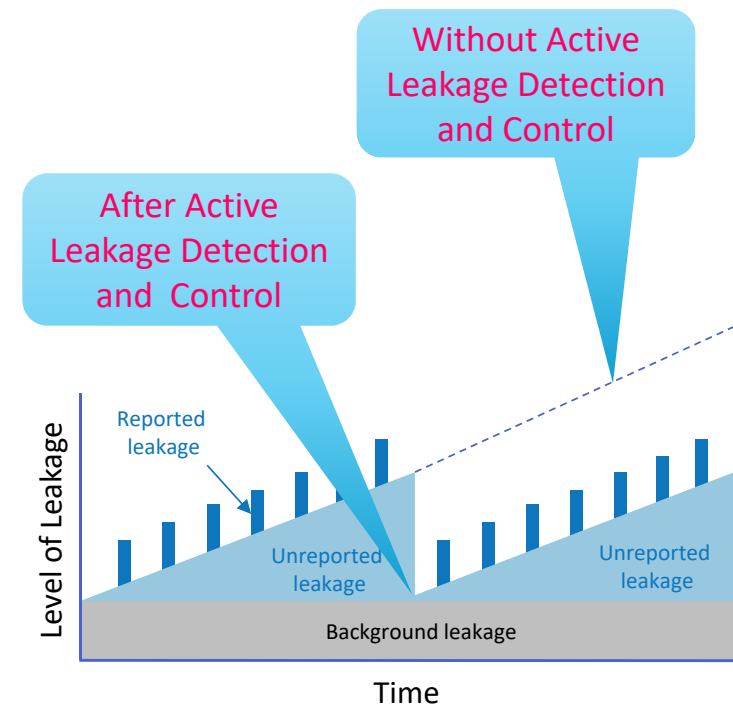 Without Active
Leakage Detection
and Control
After Active
Leakage Detection
and Control
Reported
leakage
Level of Leakage
Unreported
leakage
Unreported
leakage
Background leakage
Time